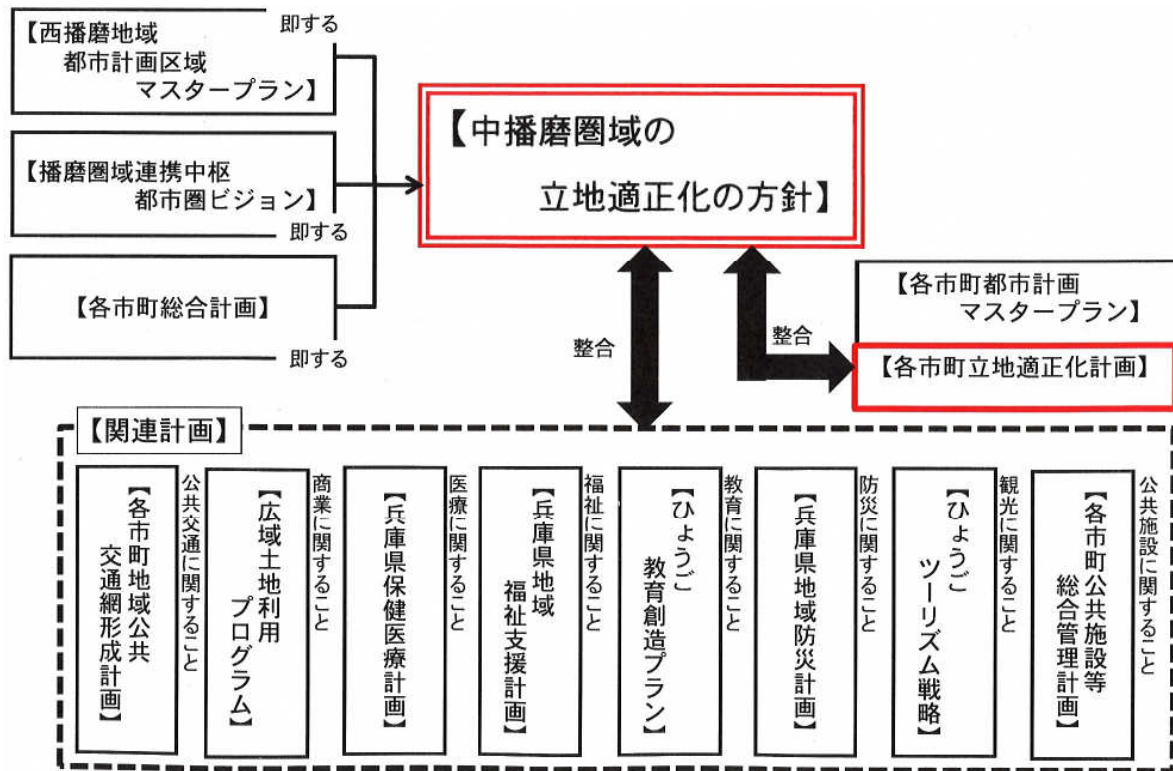 即する
【西播磨地域
都市計画区域
マスタープラン】
【播磨圏域連携中枢
都市圏ビジョン】
即する
【各市町総合計画】
即する
【中播磨圏域の
立地適正化の方針】
整合
整合
【各市町都市計画
マスタープラン】
【各市町立地適正化計画】
【関連計画】
公共交通に関すること
【各市町地域公共
交通網形成計画】
商業に関すること
【広域土地利用
プログラム】
医療に関すること
【兵庫県保健医療計画】
福祉に関すること
【兵庫県地域
福祉支援計画】
教育に関すること
【ひょうご
教育創造プラン】
防災に関すること
【兵庫県地域防災計画】
観光に関すること
【ひょうご
ツーリズム戦略】
公共施設に関すること
【各市町公共施設等
総合管理計画】